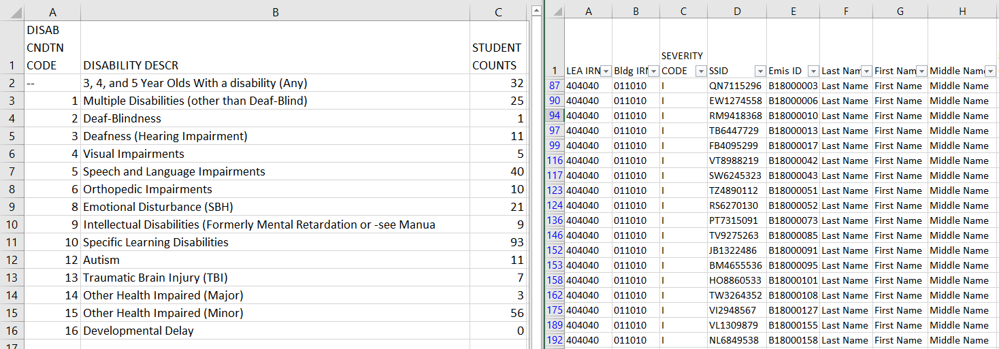 A B C
DISAB
CNDTN STUDENT
1 CODE DISABILITY DESCR COUNTS
2 -- 3, 4, and 5 Year Olds With a disability (Any) 32
3 1 Multiple Disabilities (other than Deaf-Blind) 25
4 2 Deaf-Blindness 1
5 3 Deafness (Hearing Impairment) 11
6 4 Visual Impairments 5
7 5 Speech and Language Impairments 40
8 6 Orthopedic Impairments 10
9 8 Emotional Disturbance (SBH) 21
10 9 Intellectual Disabilities (Formerly Mental Retardation or -see Manua 9
11 10 Specific Learning Disabilities 93
12 12 Autism 11
13 13 Traumatic Brain Injury (TBI) 7
14 14 Other Health Impaired (Major) 3
15 15 Other Health Impaired (Minor) 56
16 16 Developmental Delay 0
17
A B C D E F G H
SEVERITY
1 LEA IRN Bldg IRN CODE SSID Emis ID Last Nam First Nam Middle Name
87 404040 011010 I QN7115296 B18000003 Last Name First Name Middle Name
90 404040 011010 I EW1274558 B18000006 Last Name First Name Middle Name
94 404040 011010 I RM9418368 B18000010 Last Name First Name Middle Name
97 404040 011010 I TB6447729 B18000013 Last Name First Name Middle Name
99 404040 011010 I FB4095299 B18000017 Last Name First Name Middle Name
116 404040 011010 I VT8988219 B18000042 Last Name First Name Middle Name
117 404040 011010 I SW6245323 B18000043 Last Name First Name Middle Name
123 404040 011010 I TZ4890112 B18000051 Last Name First Name Middle Name
124 404040 011010 I RS6270130 B18000052 Last Name First Name Middle Name
136 404040 011010 I PT7315091 B18000073 Last Name First Name Middle Name
146 404040 011010 I TV9275263 B18000085 Last Name First Name Middle Name
152 404040 011010 I JB1322486 B18000091 Last Name First Name Middle Name
153 404040 011010 I BM4655536 B18000095 Last Name First Name Middle Name
158 404040 011010 I HO8860533 B18000101 Last Name First Name Middle Name
162 404040 011010 I TW3264352 B18000108 Last Name First Name Middle Name
175 404040 011010 I VI2948567 B18000127 Last Name First Name Middle Name
189 404040 011010 I VL1309879 B18000155 Last Name First Name Middle Name
192 404040 011010 I NL6849538 B18000158 Last Name First Name Middle Name